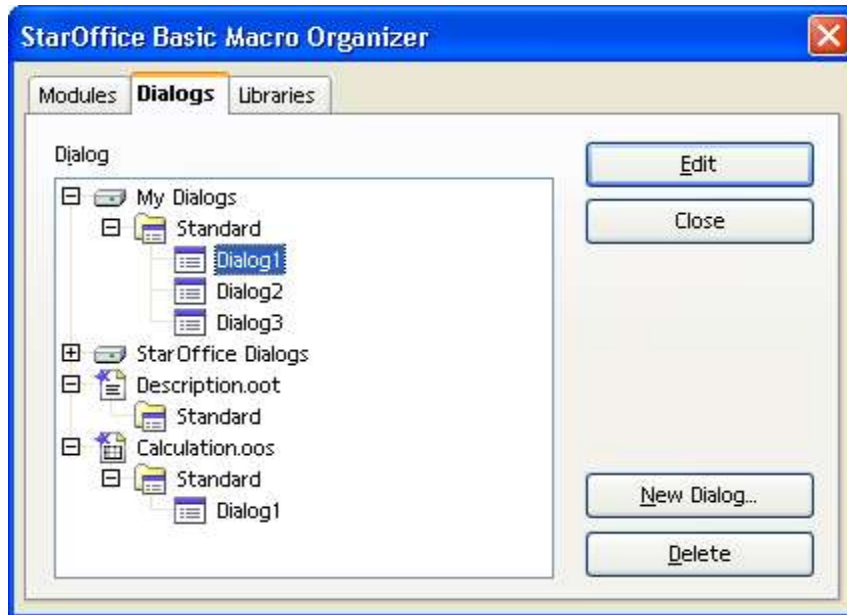 StarOffice Basic Macro Organizer
Modules Dialogs Libraries
Dialog
Edit
My Dialogs
Standard
Close
Dialog1
Dialog2
Dialog3
StarOffice Dialogs
Description.oot
Standard
Calculation.oos
Standard
New Dialog...
Dialog1
Delete